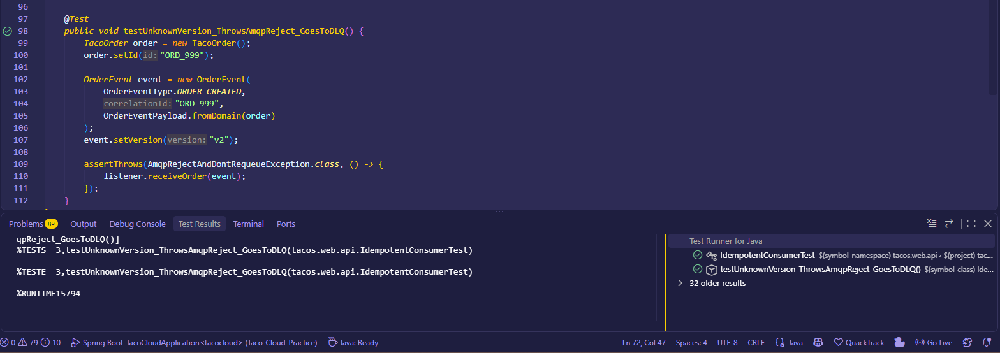 96
97 @Test
98 public void testUnknownVersion_ThrowsAmqpReject_GoesToDLQ() {
99 TacoOrder order = new TacoOrder();
100 order.setId(id: "ORD_999");
101
102 OrderEvent event = new OrderEvent(
103 OrderEventType.ORDER_CREATED,
104 correlationId: "ORD_999",
105 OrderEventPayload.fromDomain(order)
106 );
107 event.setVersion(version: "v2");
108
109 assertThrows(AmqpRejectAndDontRequeueException.class, () -> {
110 listener.receiveOrder(event);
111 });
112 }
Problems 89 Output Debug Console Test Results Terminal Ports
qpReject_GoesToDLQ()]
%TESTS 3,testUnknownVersion_ThrowsAmqpReject_GoesToDLQ(tacos.web.api.IdempotentConsumerTest)
%TESTE 3,testUnknownVersion_ThrowsAmqpReject_GoesToDLQ(tacos.web.api.IdempotentConsumerTest)
%RUNTIME15794
Test Runner for Java
IdempotentConsumerTest $(symbol-namespace) tacos.web.api < $(project) tac...
testUnknownVersion_ThrowsAmqpReject_GoesToDLQ() $(symbol-class) Ide...
32 older results
0 79 10 Spring Boot-TacoCloudApplication<tacocloud> (Taco-Cloud-Practice) Java: Ready Ln 72, Col 47 Spaces: 4 UTF-8 CRLF {} Java QuackTrack Go Live